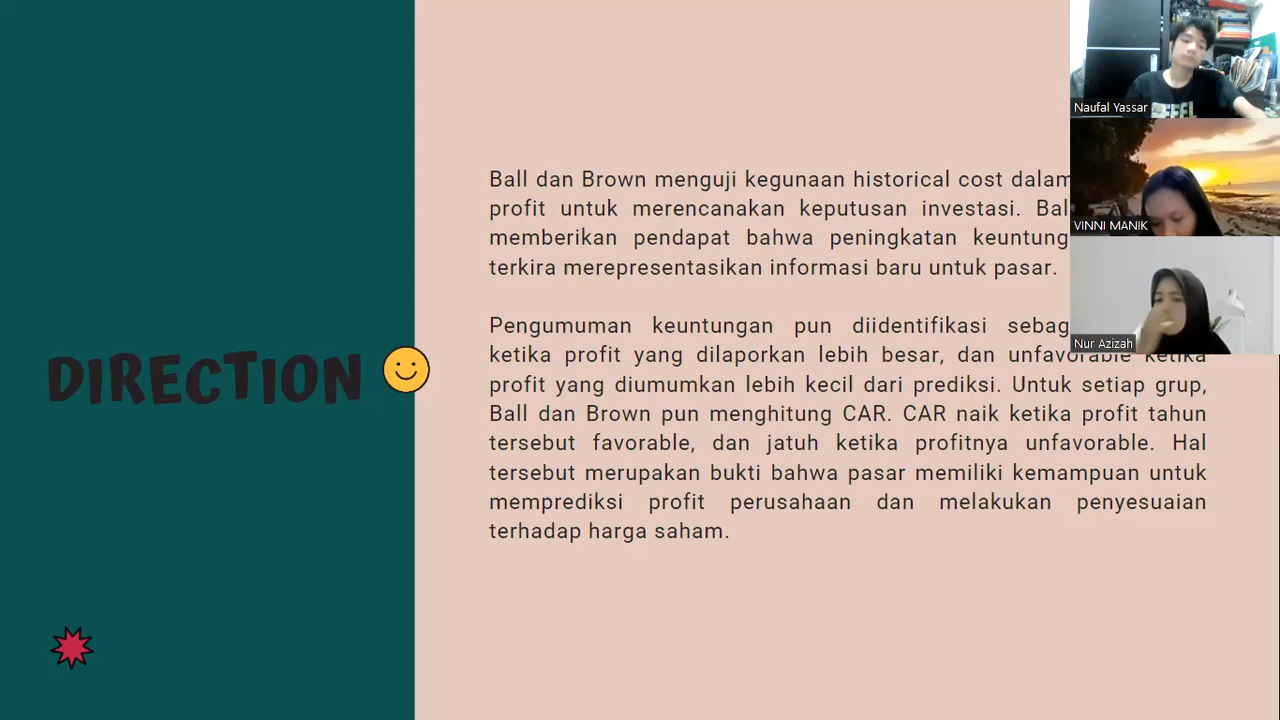 DIRECTION
Ball dan Brown menguji kegunaan historical cost dalam
profit untuk merencanakan keputusan investasi.
memberikan pendapat bahwa peningkatan
terkira merepresentasikan informasi baru untuk pasar.
Pengumuman keuntungan pun diidentifikasi
ketika profit yang dilaporkan lebih besar, dan unfavorable ketika
profit yang diumumkan lebih kecil dari prediksi. Untuk setiap grup,
Ball dan Brown pun menghitung CAR. CAR naik ketika profit tahun
tersebut favorable, dan jatuh ketika profitnya unfavorable. Hal
tersebut merupakan bukti bahwa pasar memiliki kemampuan untuk
memprediksi profit perusahaan dan melakukan penyesuaian
terhadap harga saham.
Naufal Yassar
VINNI MANIK
Nur Azizah